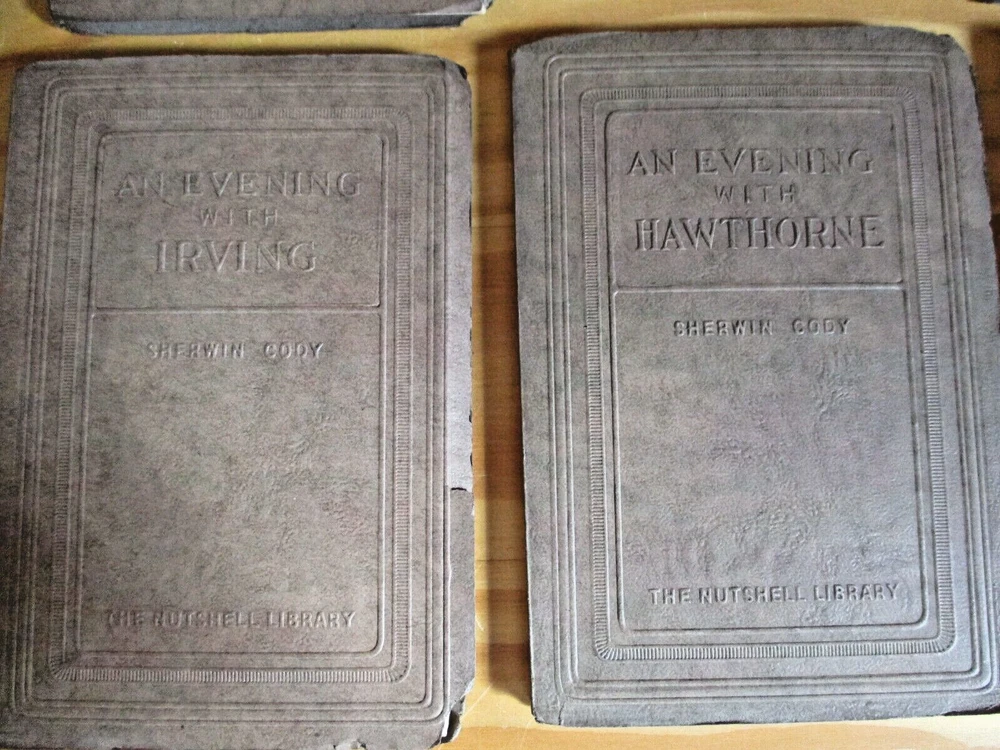 AN EVENING
WITH
IRVING
SHERWIN CODY
THE NUTSHELL LIBRARY
AN EVENING
WITH
HAWTHORNE
SHERWIN CODY
THE NUTSHELL LIBRARY